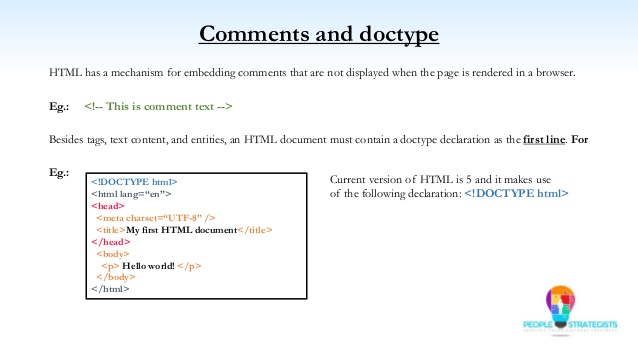 Comments and doctype
HTML has a mechanism for embedding comments that are not displayed when the page is rendered in a browser.
Eg.: <!-- This is comment text -->
Besides tags, text content, and entities, an HTML document must contain a doctype declaration as the first line. For
Eg.:
<!DOCTYPE html>
<html lang=“en”>
<head>
<meta charset=“UTF-8” />
<title>My first HTML document</title>
</head>
<body>
<p> Hello world! </p>
</body>
</html>
Current version of HTML is 5 and it makes use
of the following declaration: <!DOCTYPE html>
PEOPLE STRATEGISTS